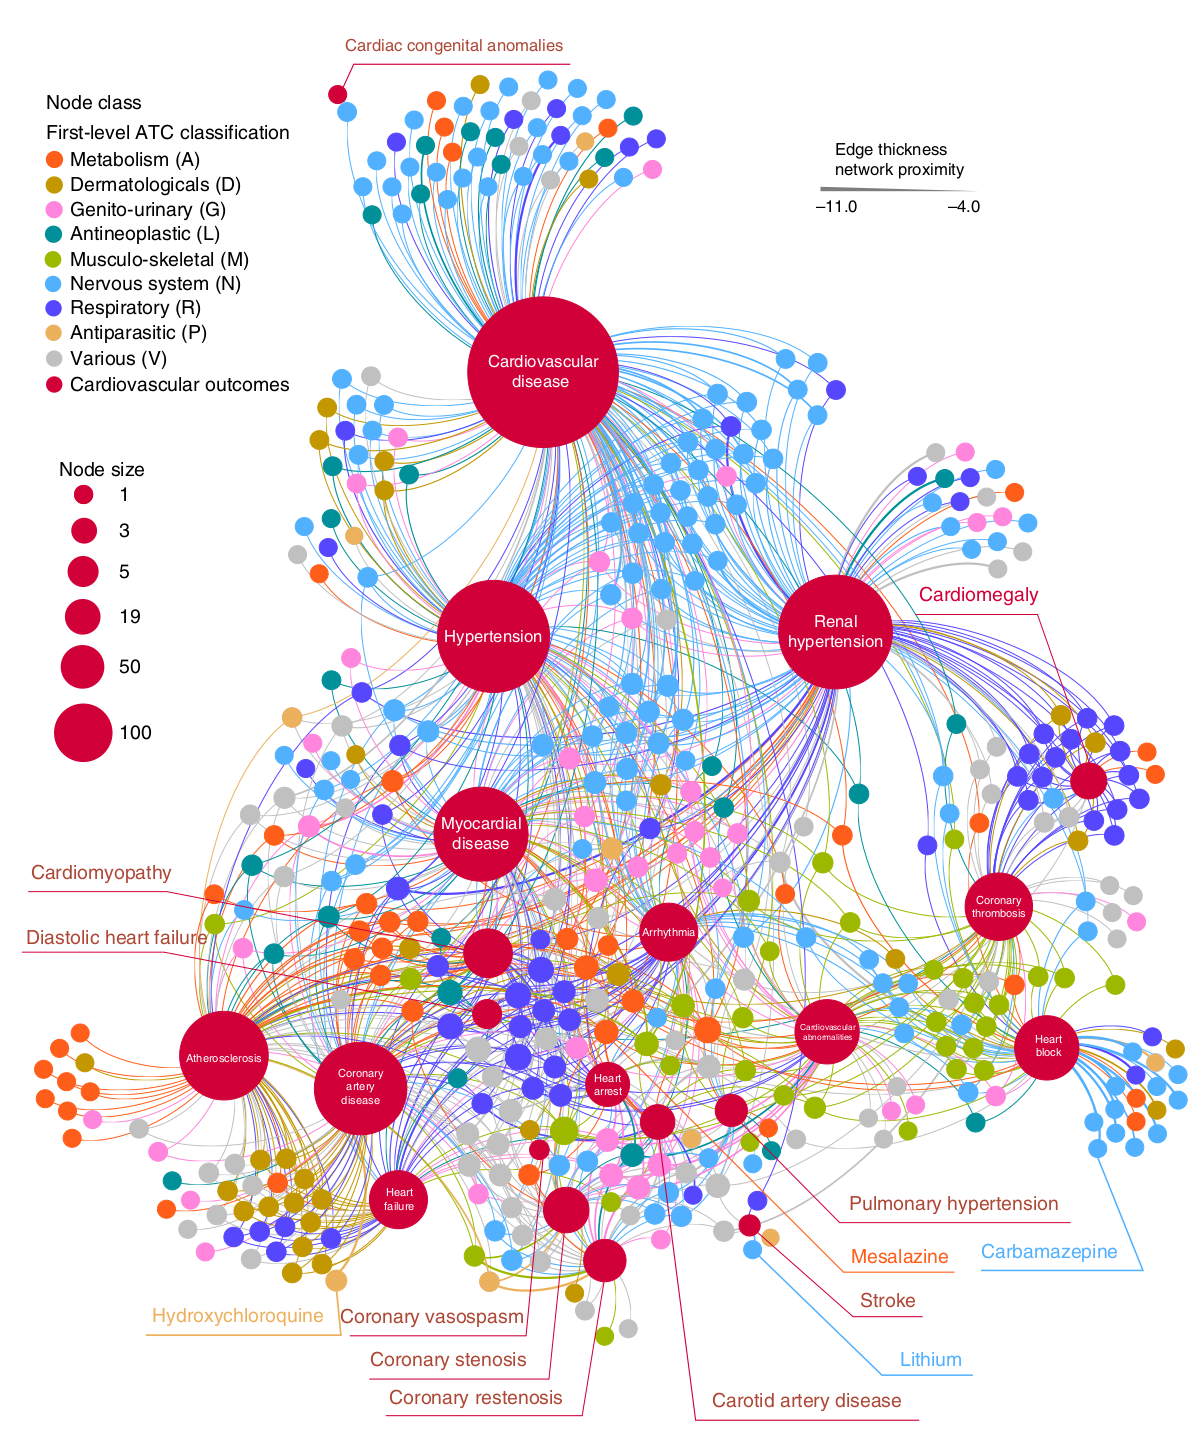 Cardiac congenital anomalies
Node class
First-level ATC classification
Metabolism (A)
Dermatologicals (D)
Genito-urinary (G)
Antineoplastic (L)
Musculo-skeletal (M)
Nervous system (N)
Respiratory (R)
Antiparasitic (P)
Various (V)
Cardiovascular outcomes
Edge thickness
network proximity
–11.0
–4.0
Node size
1
3
5
19
50
100
Cardiovascular
disease
Hypertension
Renal
hypertension
Cardiomegaly
Myocardial
disease
Cardiomyopathy
Diastolic heart failure
Arrhythmia
Coronary
thrombosis
Atherosclerosis
Coronary
artery
disease
Heart
arrest
Cardiovascular
abnormalities
Heart
block
Heart
failure
Pulmonary hypertension
Mesalazine
Carbamazepine
Stroke
Hydroxychloroquine
Coronary vasospasm
Coronary stenosis
Lithium
Coronary restenosis
Carotid artery disease